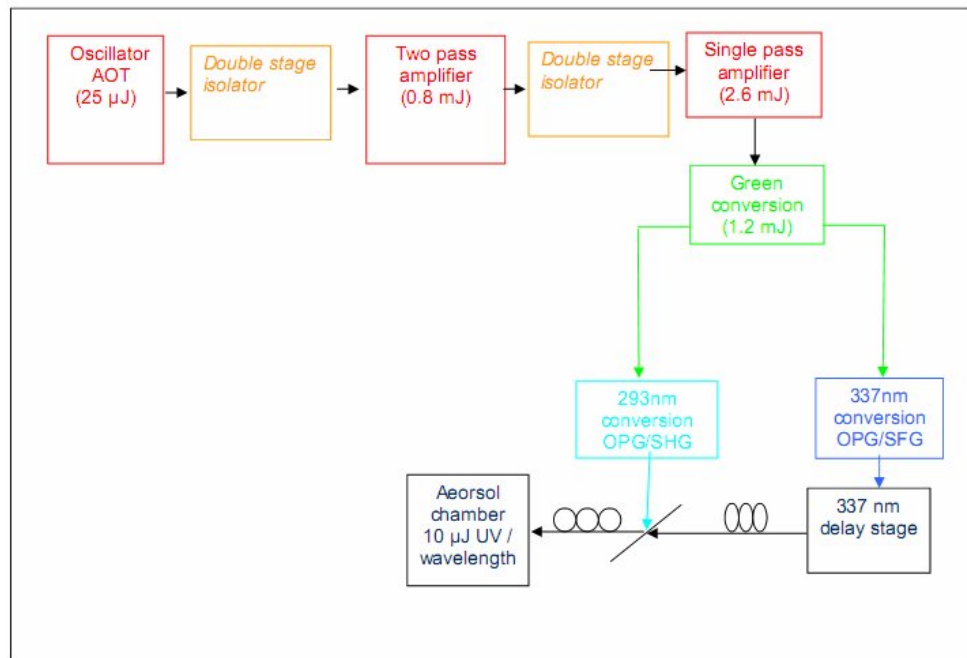 Oscillator
AOT
(25 µJ)
Double stage
isolator
Two pass
amplifier
(0.8 mJ)
Double stage
isolator
Single pass
amplifier
(2.6 mJ)
Green
conversion
(1.2 mJ)
293nm
conversion
OPG/SHG
337nm
conversion
OPG/SFG
Aeorsol
chamber
10 µJ UV /
wavelength
337 nm
delay stage